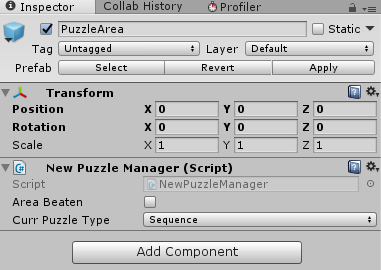 Inspector Collab History Profiler
PuzzleArea Static
Tag Untagged Layer Default
Prefab Select Revert Apply
Transform
Position X 0 Y 0 Z 0
Rotation X 0 Y 0 Z 0
Scale X 1 Y 1 Z 1
New Puzzle Manager (Script)
Script NewPuzzleManager
Area Beaten
Curr Puzzle Type Sequence
Add Component